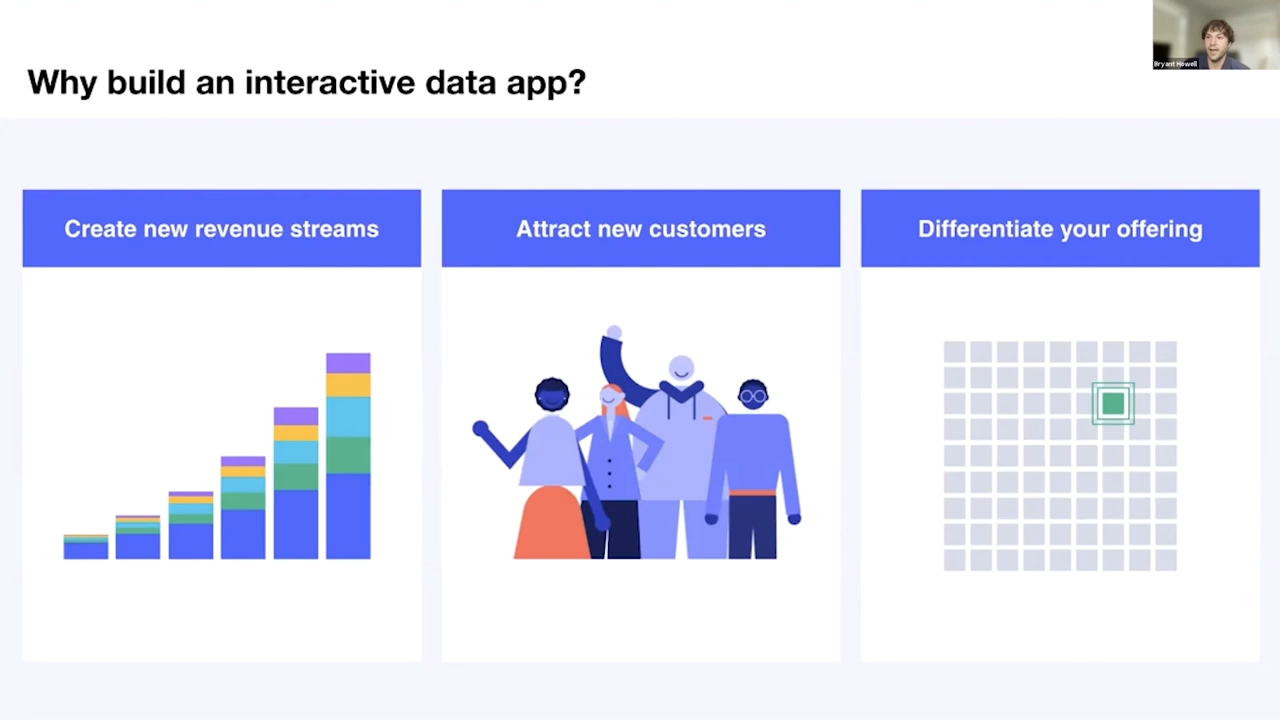 Why build an interactive data app?
Bryant Howell
Create new revenue streams
Attract new customers
Differentiate your offering